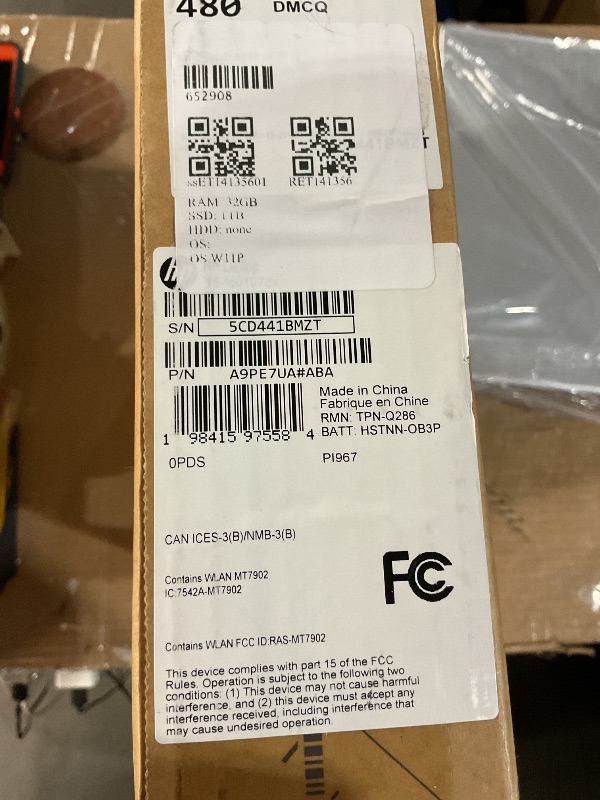 480 DMCQ
652908
RET141356
RAM: 32GB
SSD: 1TB
HDD: none
OS:
OS W11P
hp
S/N 5CD441BMZT
P/N A9PE7UA#ABA
1 98415 97558 4
Made in China
Fabrique en Chine
RMN: TPN-Q286
BATT: HSTNN-OB3P
0PDS
PI967
CAN ICES-3(B)/NMB-3(B)
Contains WLAN MT7902
IC:7542A-MT7902
FC
Contains WLAN FCC ID:RAS-MT7902
This device complies with part 15 of the FCC
Rules. Operation is subject to the following two
conditions: (1) This device may not cause harmful
interference, and (2) this device must accept any
interference received, including interference that
may cause undesired operation.